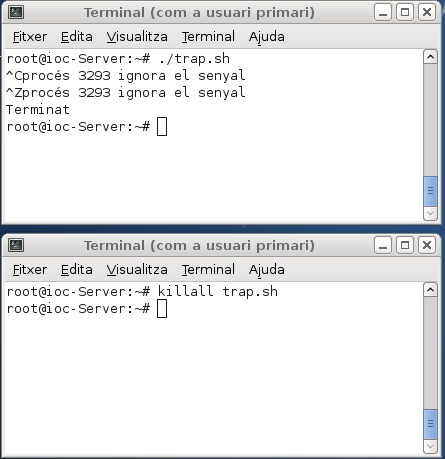 Terminal (com a usuari primari)
Fitxer Edita Visualitza Terminal Ajuda
root@ioc-Server:~# ./trap.sh
^Cprocés 3293 ignora el senyal
^Zprocés 3293 ignora el senyal
Terminat
root@ioc-Server:~#
Terminal (com a usuari primari)
Fitxer Edita Visualitza Terminal Ajuda
root@ioc-Server:~# killall trap.sh
root@ioc-Server:~#